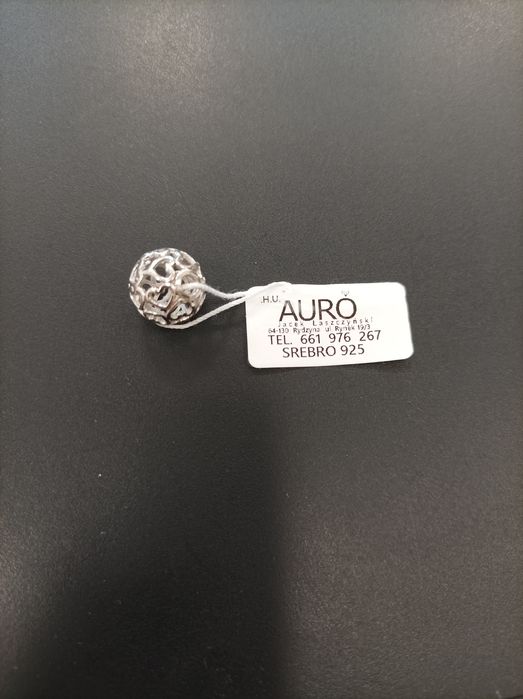 .H.U.
AURO
Jacek Łaszczyński
64-130 Rydzyna ul Rynek 19/3
TEL. 661 976 267
SREBRO 925